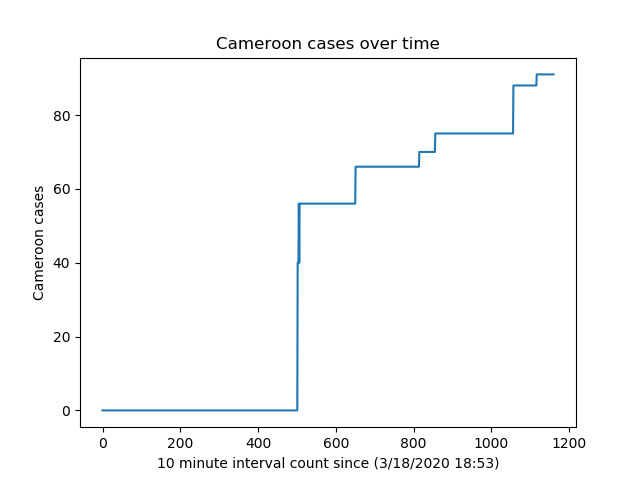 Cameroon cases over time
80
60
40
20
0
Cameroon cases
0 200 400 600 800 1000 1200
10 minute interval count since (3/18/2020 18:53)